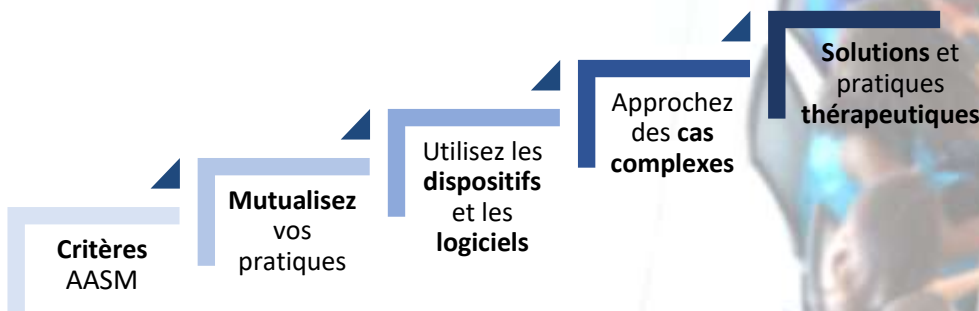 Critères
AASM
Mutualisez
vos
pratiques
Utilisez les
dispositifs
et les
logiciels
Approchez
des cas
complexes
Solutions et
pratiques
thérapeutiques